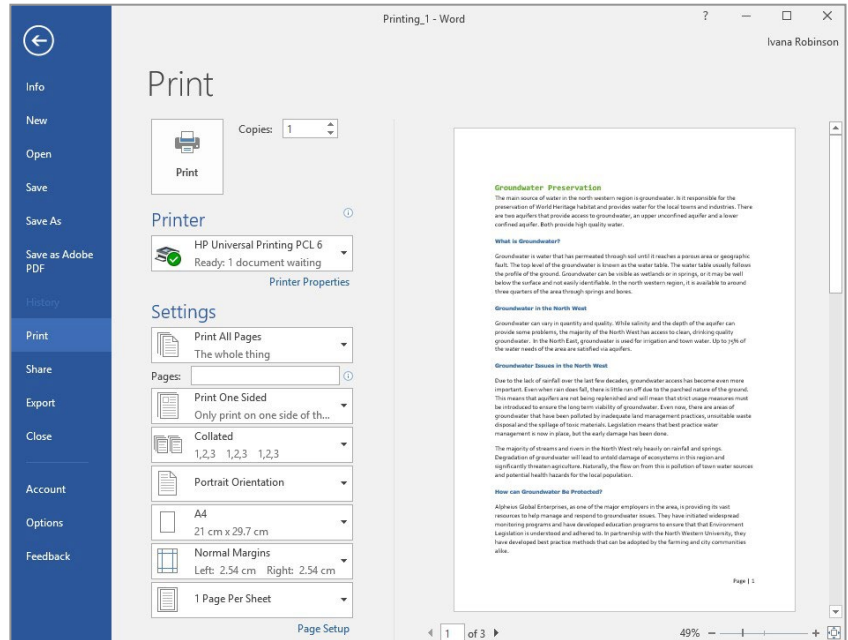 Printing_1 - Word
?
Ivana Robinson
Info
New
Open
Save
Save As
Save as Adobe
PDF
History
Print
Share
Export
Close
Account
Options
Feedback
Print
Copies: 1
Print
Printer
HP Universal Printing PCL 6
Ready: 1 document waiting
Printer Properties
Settings
Print All Pages
The whole thing
Pages:
Print One Sided
Only print on one side of th...
Collated
1,2,3 1,2,3 1,2,3
Portrait Orientation
A4
21 cm x 29.7 cm
Normal Margins
Left: 2.54 cm Right: 2.54 cm
1 Page Per Sheet
Page Setup
Groundwater Preservation
The main source of water in the north western region is groundwater. Is it responsible for the
preservation of World Heritage habitat and provides water for the local towns and industries. There
are two aquifers that provide access to groundwater, an upper unconfined aquifer and a lower
confined aquifer. Both provide high quality water.
What is Groundwater?
Groundwater is water that has permeated through soil until it reaches a porous area or geographic
fault. The top level of the groundwater is known as the water table. The water table usually follows
the profile of the ground. Groundwater can be visible as wetlands or in springs, or it may be well
below the surface and not easily identifiable. In the north western region, it is available to around
three quarters of the area through springs and bores.
Groundwater in the North West
Groundwater can vary in quantity and quality. While salinity and the depth of the aquifer can
provide some problems, the majority of the North West has access to clean, drinking quality
groundwater. In the North East, groundwater is used for irrigation and town water. Up to 75% of
the water needs of the area are satisfied via aquifers.
Groundwater Issues in the North West
Due to the lack of rainfall over the last few decades, groundwater access has become even more
important. Even when rain does fall, there is little run off due to the parched nature of the ground.
This means that aquifers are not being replenished and will mean that strict usage measures must
be introduced to ensure the long term viability of groundwater. Even now, there are areas of
groundwater that have been polluted by inadequate land management practices, unsuitable waste
disposal and the spillage of toxic materials. Legislation means that best practice water
management is now in place, but the early damage has been done.
The majority of streams and rivers in the North West rely heavily on rainfall and springs.
Degradation of groundwater will lead to untold damage of ecosystems in this region and
significantly threaten agriculture. Naturally, the flow on from this is pollution of town water sources
and potential health hazards for the local population.
How can Groundwater Be Protected?
Alpheius Global Enterprises, as one of the major employers in the area, is providing its vast
resources to help manage and respond to groundwater issues. They have initiated widespread
monitoring programs and have developed education programs to ensure that that Environment
Legislation is understood and adhered to. In partnership with the North Western University, they
have developed best practice methods that can be adopted by the farming and city communities
alike.
Page | 1
1 of 3
49%